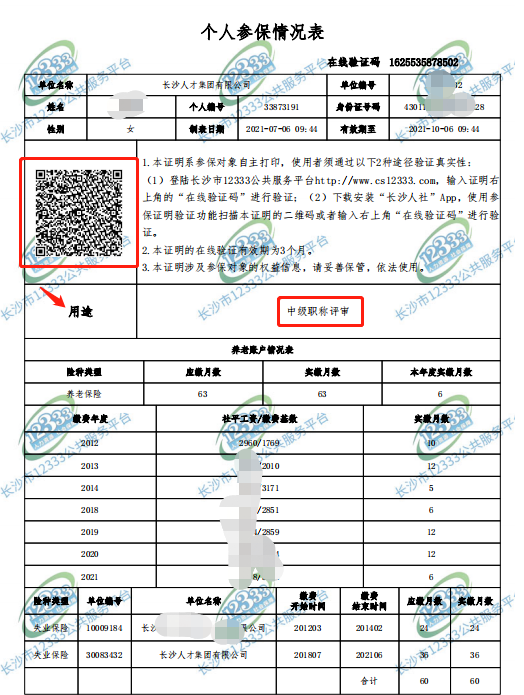 个人参保情况表
在线验证码 1625535878502
单位名称 长沙人才集团有限公司 单位编号
姓名 个人编号 33873191 身份证号码 4301 28
性别 女 制表日期 2021-07-06 09:44 有效期至 2021-10-06 09:44
1.本证明系参保对象自主打印，使用者须通过以下2种途径验证真实性：
（1）登陆长沙市12333公共服务平台http://www.cs12333.com，输入证明右
上角的“在线验证码”进行验证；（2）下载安装“长沙人社”App，使用参
保证明验证功能扫描本证明的二维码或者输入右上角“在线验证码”进行验
证。
2.本证明的在线验证有效期为3个月。
3.本证明涉及参保对象的权益信息，请妥善保管，依法使用。
用途 中级职称评审
养老账户情况表
险种类型 应缴月数 实缴月数 本年度实缴月数
养老保险 63 63 6
缴费年度 社平工资/缴费基数 实缴月数
2012 2960/1769 10
2013 /2010 12
2014 3171 5
2018 /2851 6
2019 /2859 12
2020 12
2021 6
险种类型 单位编号 单位名称 缴费开始时间 缴费结束时间 应缴月数 实缴月数
失业保险 10009184 长沙 有限公司 201203 201402 24 24
失业保险 30083432 长沙人才集团有限公司 201807 202106 36 36
合计 60 60
长沙市12333公共服务平台